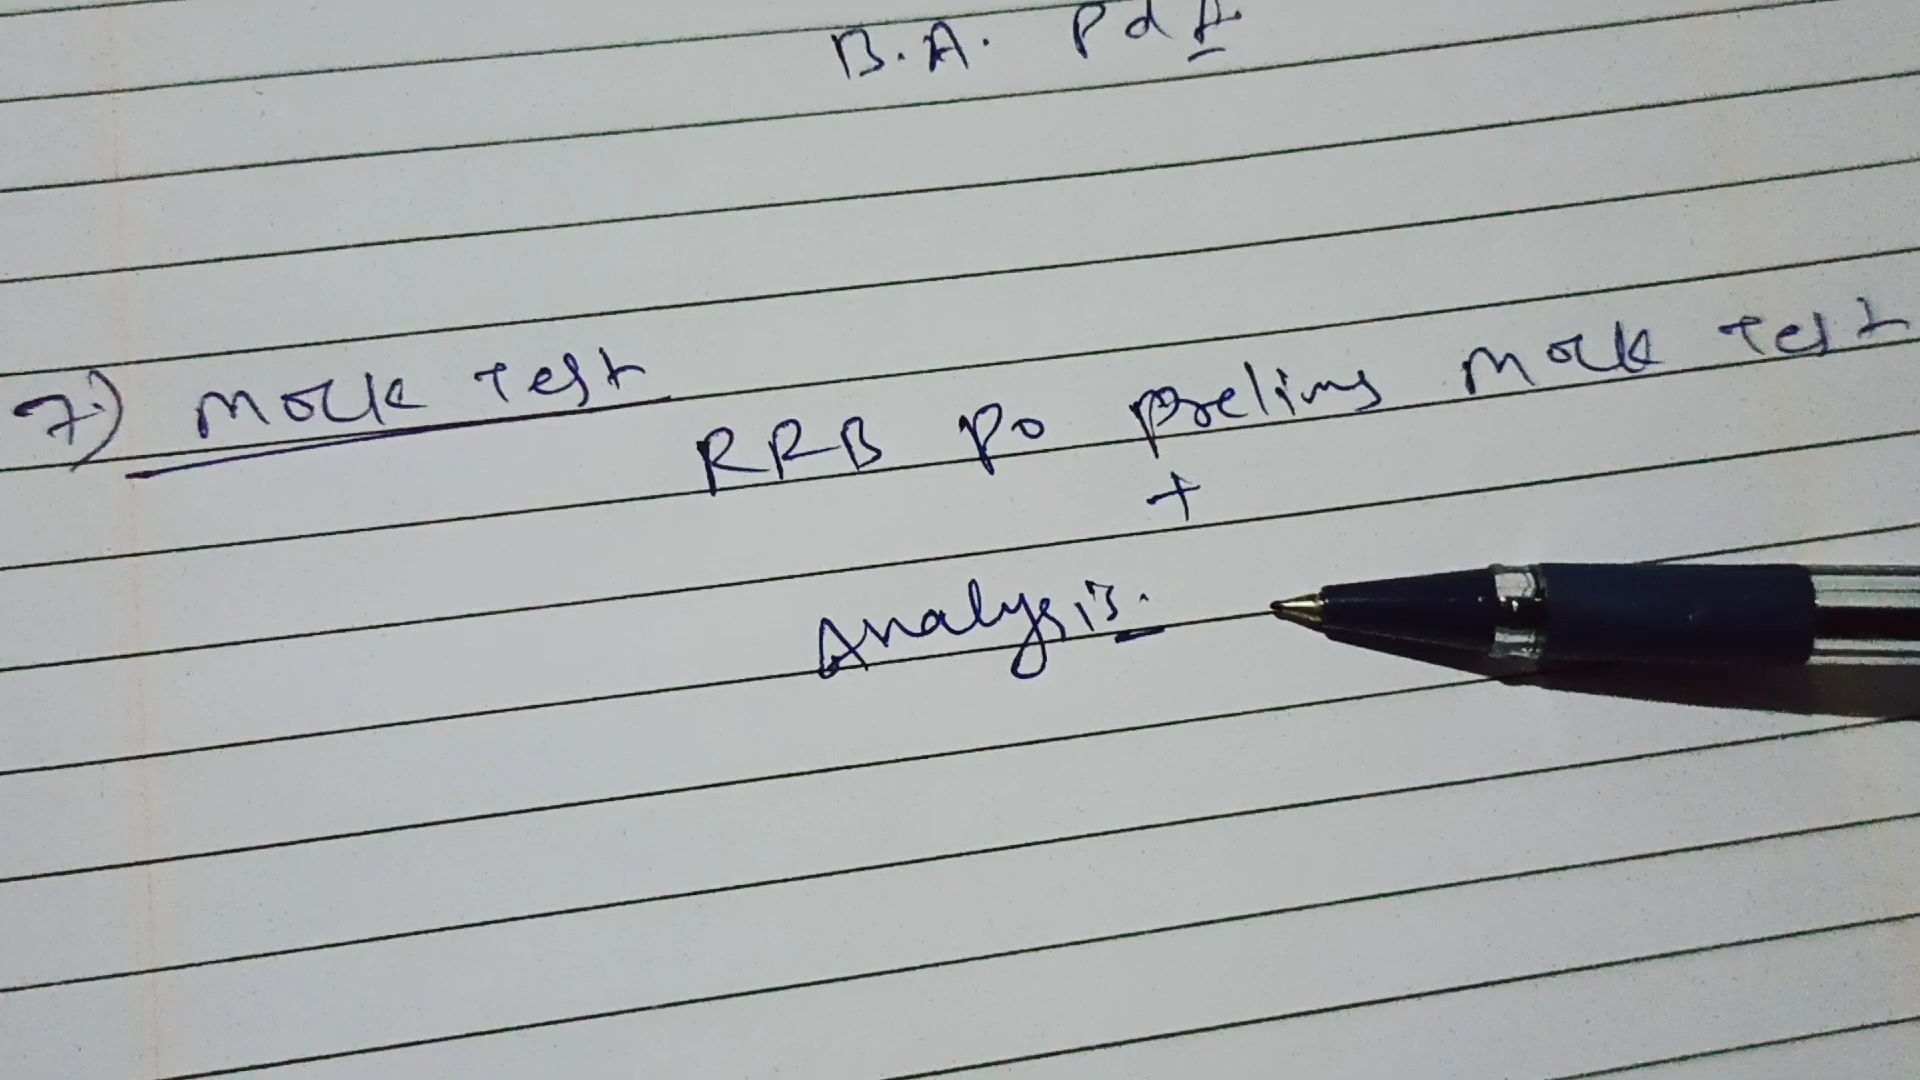 B.A. Pdf.
7.) Mock Test
RRB PO prelims Mock Test
+
Analysis.